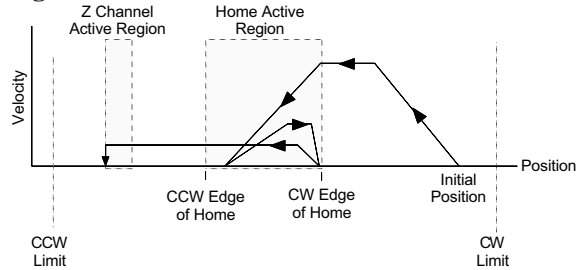 Z Channel
Active Region
Home Active
Region
Velocity
Position
CCW Edge
of Home
CW Edge
of Home
Initial
Position
CCW
Limit
CW
Limit